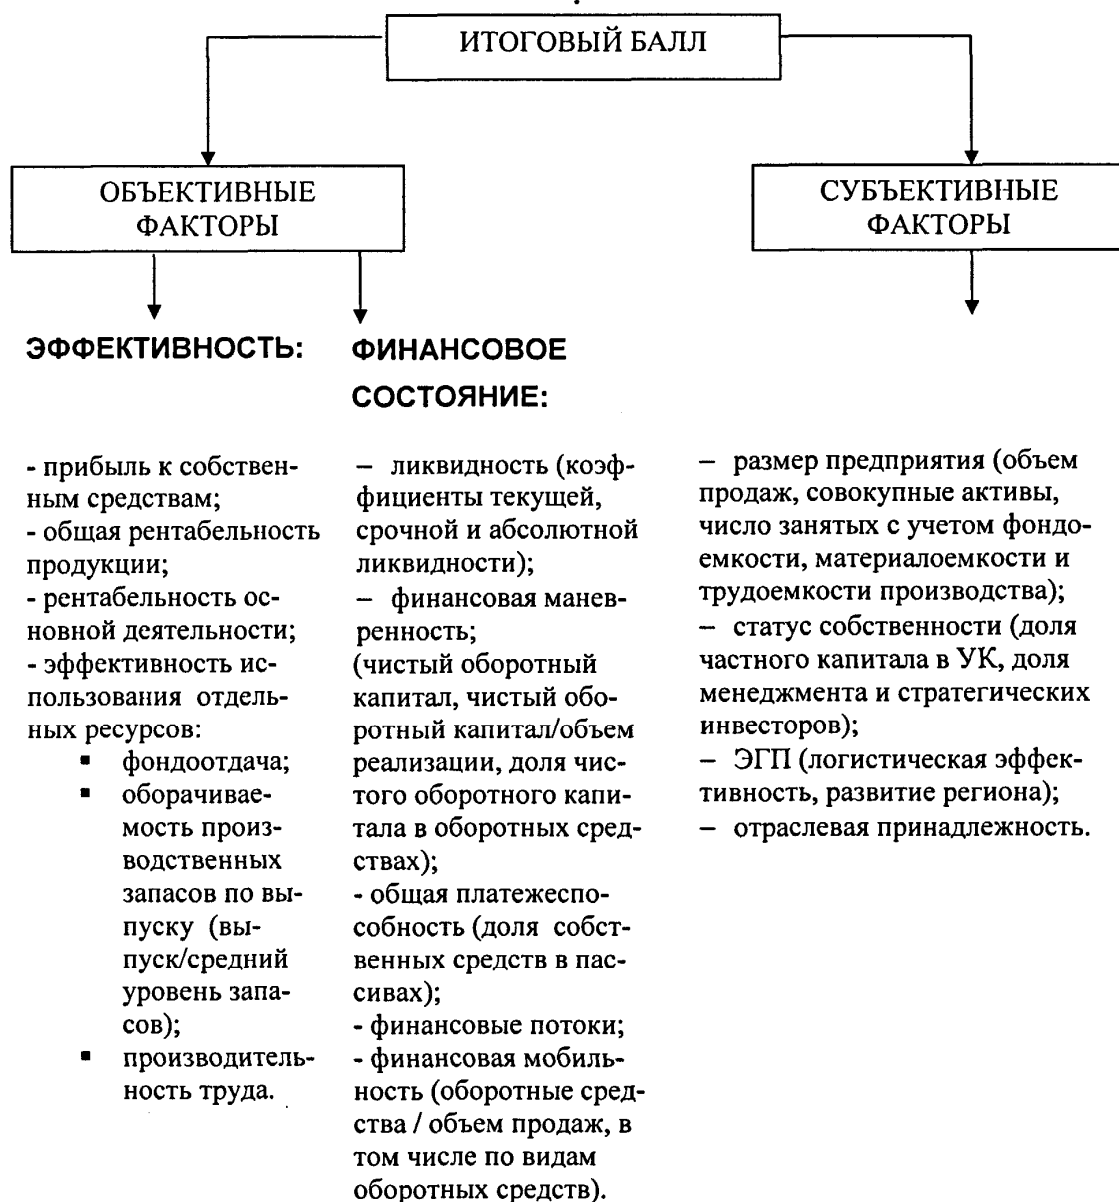 ИТОГОВЫЙ БАЛЛ
ОБЪЕКТИВНЫЕ
ФАКТОРЫ
СУБЪЕКТИВНЫЕ
ФАКТОРЫ
ЭФФЕКТИВНОСТЬ:
- прибыль к собствен-
ным средствам;
- общая рентабельность
продукции;
- рентабельность ос-
новной деятельности;
- эффективность ис-
пользования отдель-
ных ресурсов:
▪ фондоотдача;
▪ оборачивае-
мость произ-
водственных
запасов по вы-
пуску (вы-
пуск/средний
уровень запа-
сов);
▪ производитель-
ность труда.
ФИНАНСОВОЕ
СОСТОЯНИЕ:
– ликвидность (коэф-
фициенты текущей,
срочной и абсолютной
ликвидности);
– финансовая манев-
ренность;
(чистый оборотный
капитал, чистый обо-
ротный капитал/объем
реализации, доля чис-
того оборотного капи-
тала в оборотных сред-
ствах);
- общая платежеспо-
собность (доля собст-
венных средств в пас-
сивах);
- финансовые потоки;
- финансовая мобиль-
ность (оборотные сред-
ства / объем продаж, в
том числе по видам
оборотных средств).
– размер предприятия (объем
продаж, совокупные активы,
число занятых с учетом фондо-
емкости, материалоемкости и
трудоемкости производства);
– статус собственности (доля
частного капитала в УК, доля
менеджмента и стратегических
инвесторов);
– ЭГП (логистическая эффек-
тивность, развитие региона);
– отраслевая принадлежность.